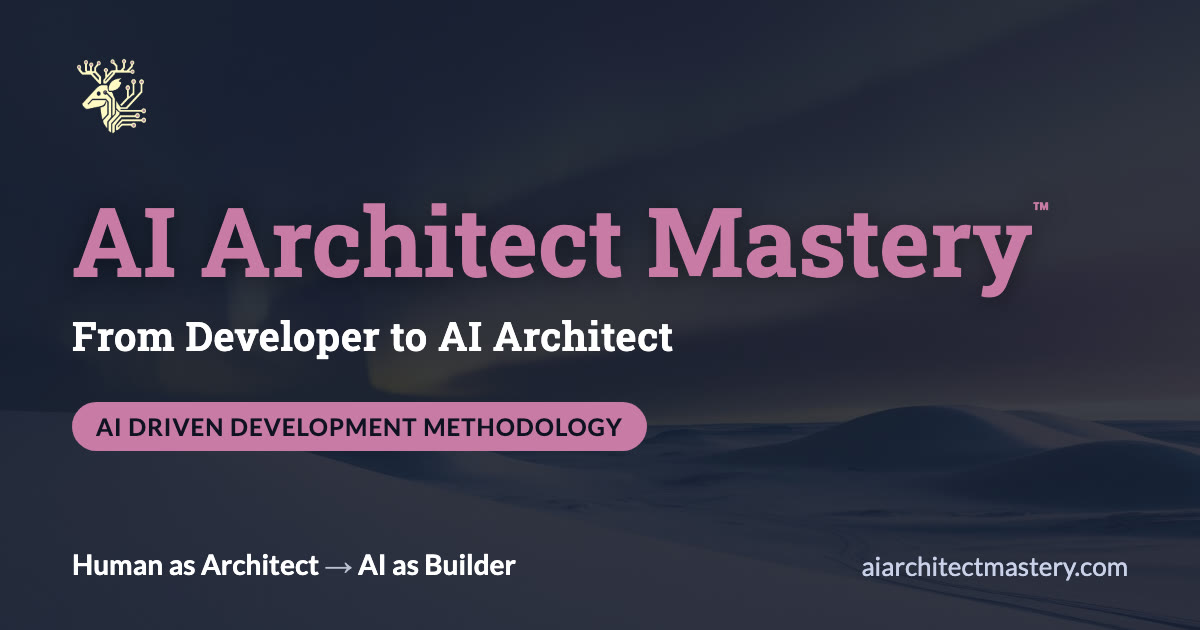 AI Architect Mastery™
From Developer to AI Architect
AI DRIVEN DEVELOPMENT METHODOLOGY
Human as Architect → AI as Builder
aiarchitectmastery.com